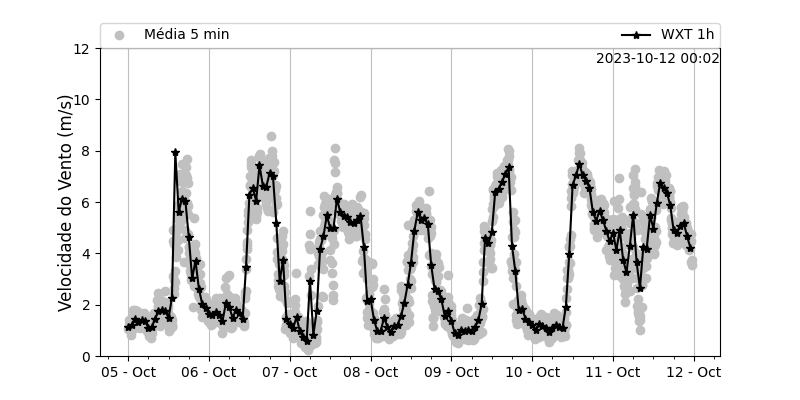 Média 5 min WXT 1h
2023-10-12 00:02
Velocidade do Vento (m/s)
12
10
8
6
4
2
0
05 - Oct 06 - Oct 07 - Oct 08 - Oct 09 - Oct 10 - Oct 11 - Oct 12 - Oct